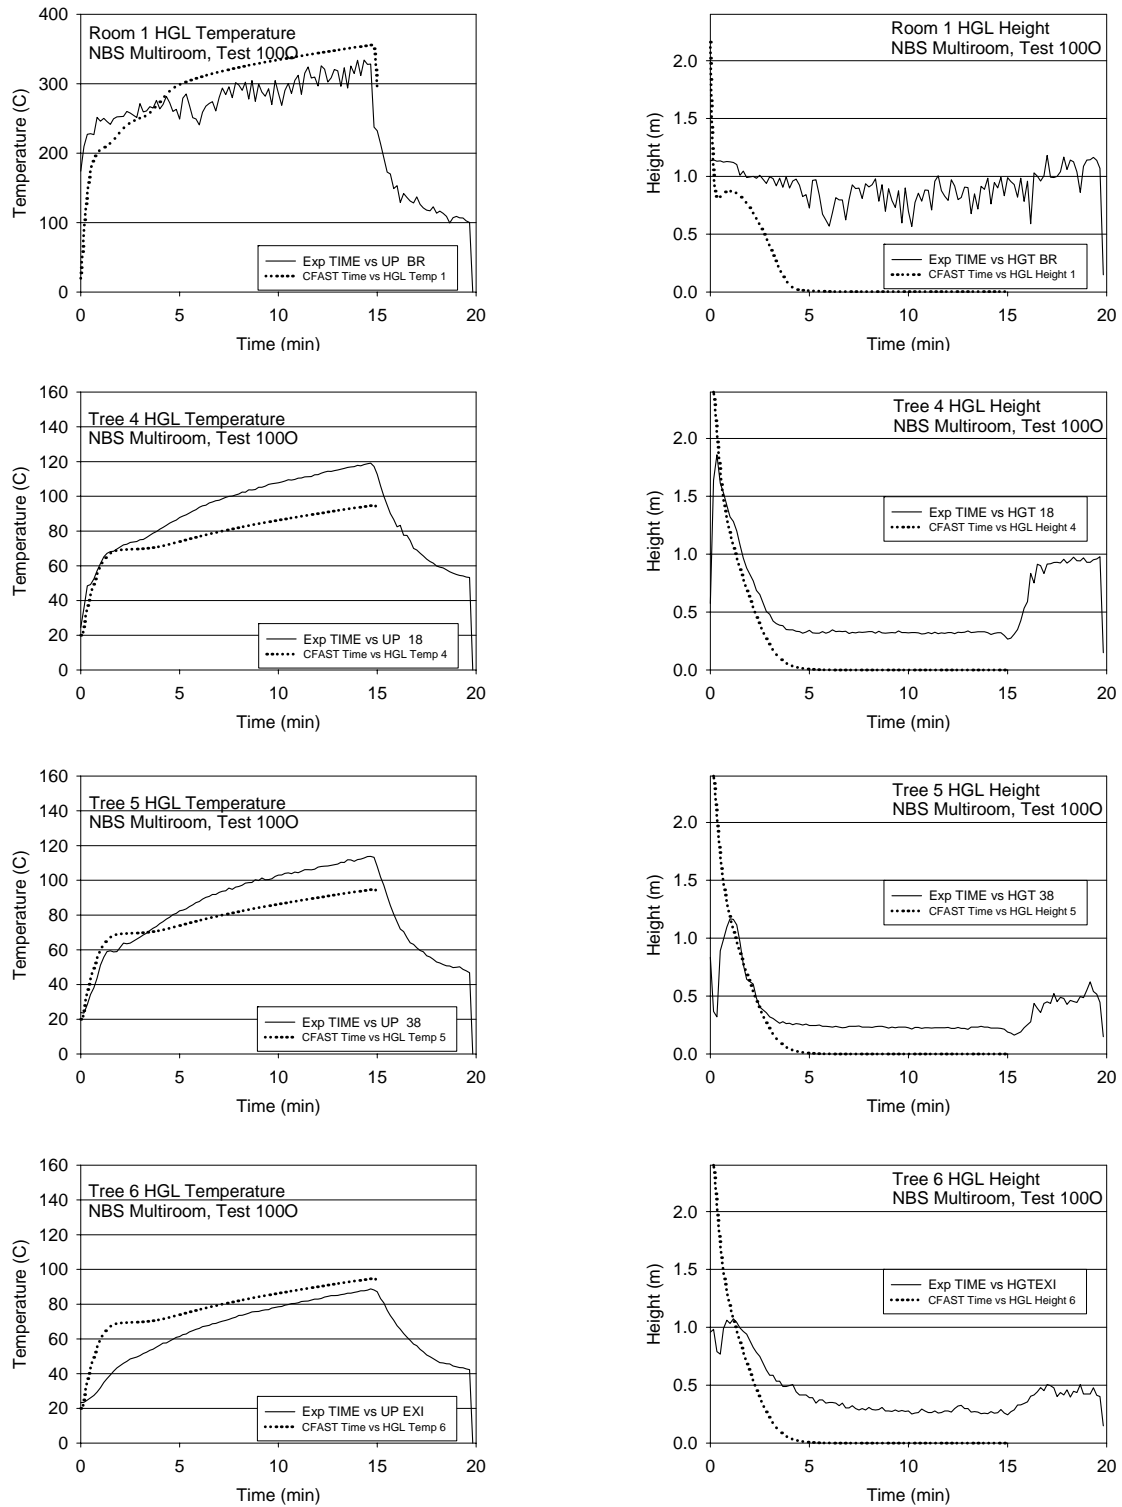 Room 1 HGL Temperature
NBS Multiroom, Test 100O
Temperature (C)
400
300
200
100
0
Exp TIME vs UP BR
CFAST Time vs HGL Temp 1
0 5 10 15 20
Time (min)
Room 1 HGL Height
NBS Multiroom, Test 100O
Height (m)
2.0
1.5
1.0
0.5
0.0
Exp TIME vs HGT BR
CFAST Time vs HGL Height 1
0 5 10 15 20
Time (min)
Tree 4 HGL Temperature
NBS Multiroom, Test 100O
Temperature (C)
160
140
120
100
80
60
40
20
0
Exp TIME vs UP 18
CFAST Time vs HGL Temp 4
0 5 10 15 20
Time (min)
Tree 4 HGL Height
NBS Multiroom, Test 100O
Height (m)
2.0
1.5
1.0
0.5
0.0
Exp TIME vs HGT 18
CFAST Time vs HGL Height 4
0 5 10 15 20
Time (min)
Tree 5 HGL Temperature
NBS Multiroom, Test 100O
Temperature (C)
160
140
120
100
80
60
40
20
0
Exp TIME vs UP 38
CFAST Time vs HGL Temp 5
0 5 10 15 20
Time (min)
Tree 5 HGL Height
NBS Multiroom, Test 100O
Height (m)
2.0
1.5
1.0
0.5
0.0
Exp TIME vs HGT 38
CFAST Time vs HGL Height 5
0 5 10 15 20
Time (min)
Tree 6 HGL Temperature
NBS Multiroom, Test 100O
Temperature (C)
160
140
120
100
80
60
40
20
0
Exp TIME vs UP EXI
CFAST Time vs HGL Temp 6
0 5 10 15 20
Time (min)
Tree 6 HGL Height
NBS Multiroom, Test 100O
Height (m)
2.0
1.5
1.0
0.5
0.0
Exp TIME vs HGTEXI
CFAST Time vs HGL Height 6
0 5 10 15 20
Time (min)